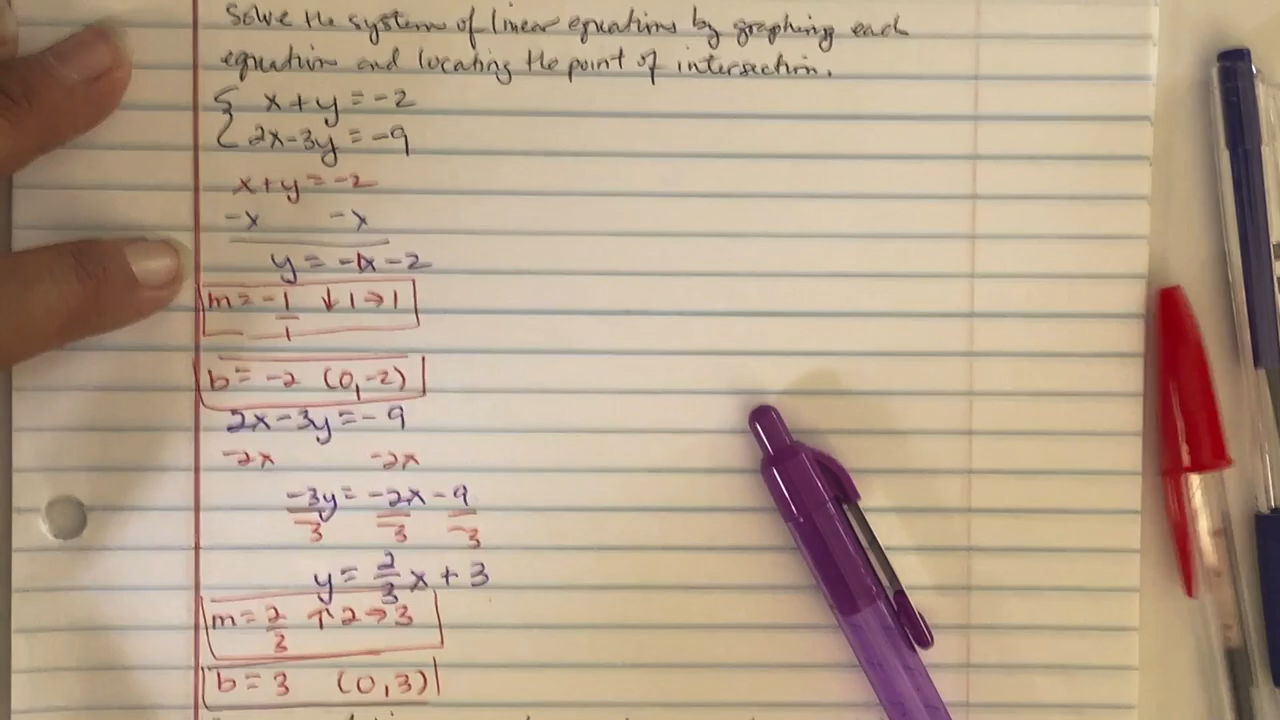 Solve the system of linear equations by graphing each
equation and locating the point of intersection.
{ x+y=-2
2x-3y=-9
x+y=-2
-x -x
y = -1x-2
m = -1/1 ↓1→1
b = -2 (0,-2)
2x-3y=-9
-2x -2x
-3y = -2x - 9
-3 -3 -3
y = 2/3 x + 3
m = 2/3 ↑2→3
b = 3 (0,3)